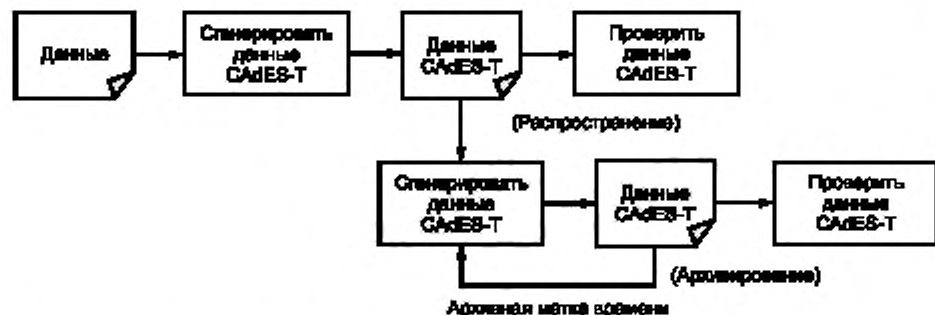 Данные
Сгенерировать
данные
CAdES-T
Данные
CAdES-T
Проверить
данные
CAdES-T
(Распространение)
Сгенерировать
данные
CAdES-T
Данные
CAdES-T
Проверить
данные
CAdES-T
(Архивирование)
Архивная метка времени